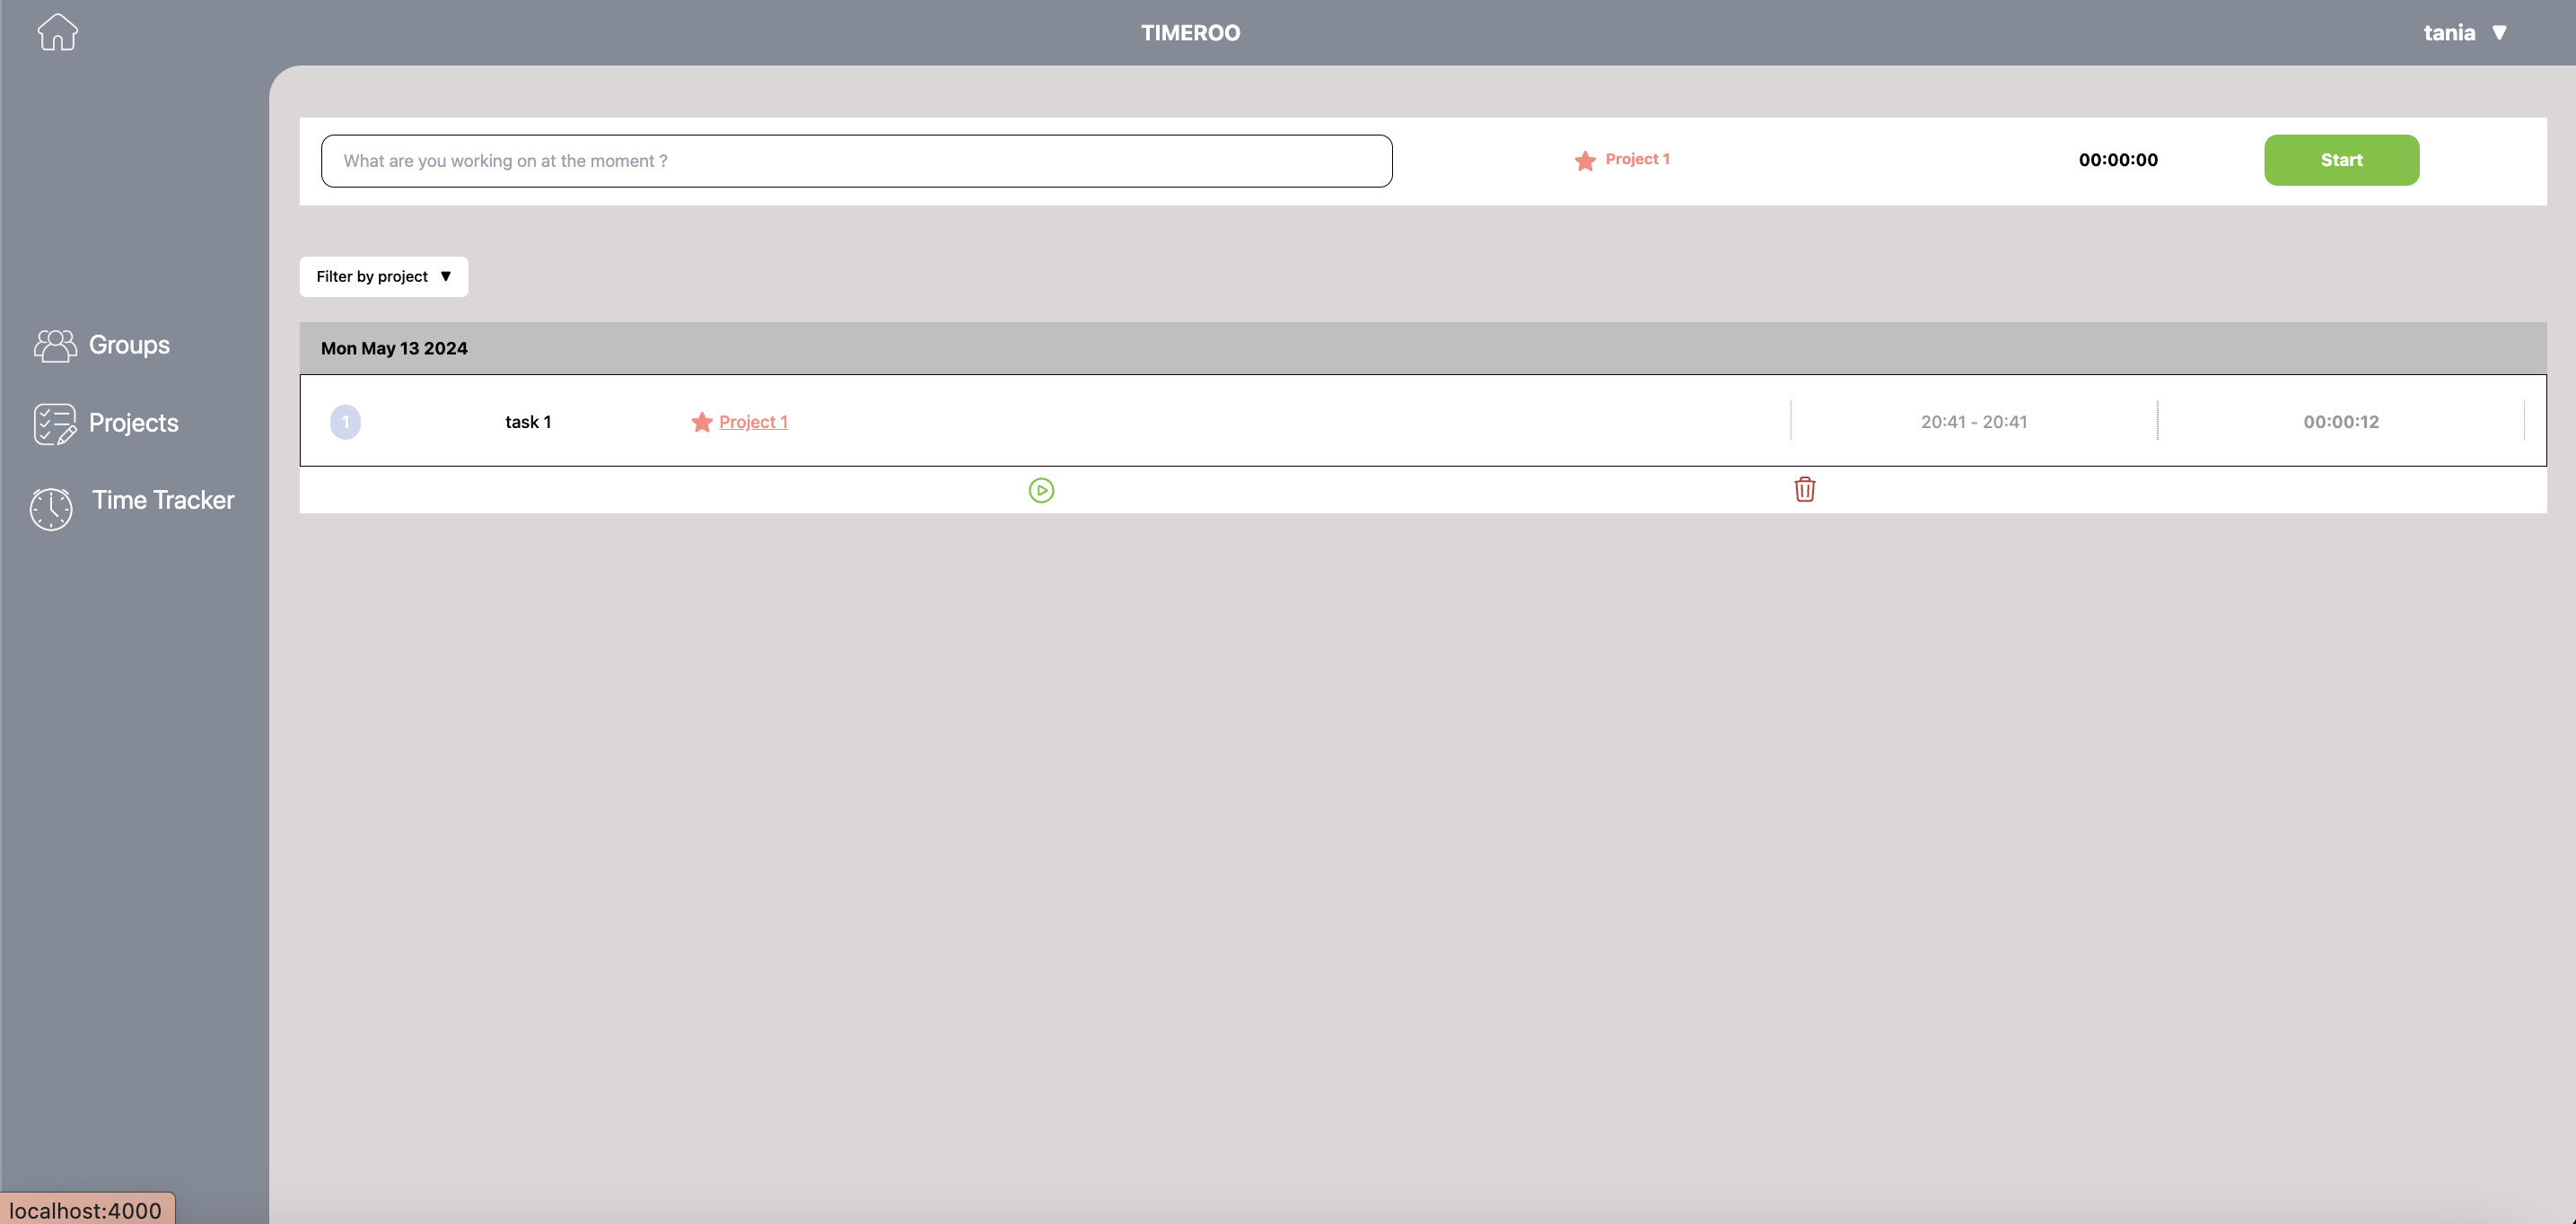 TIMEROO
tania ▼
What are you working on at the moment ?
Project 1
00:00:00
Start
Filter by project ▼
Groups
Projects
Time Tracker
Mon May 13 2024
1
task 1
Project 1
20:41 - 20:41
00:00:12
localhost:4000